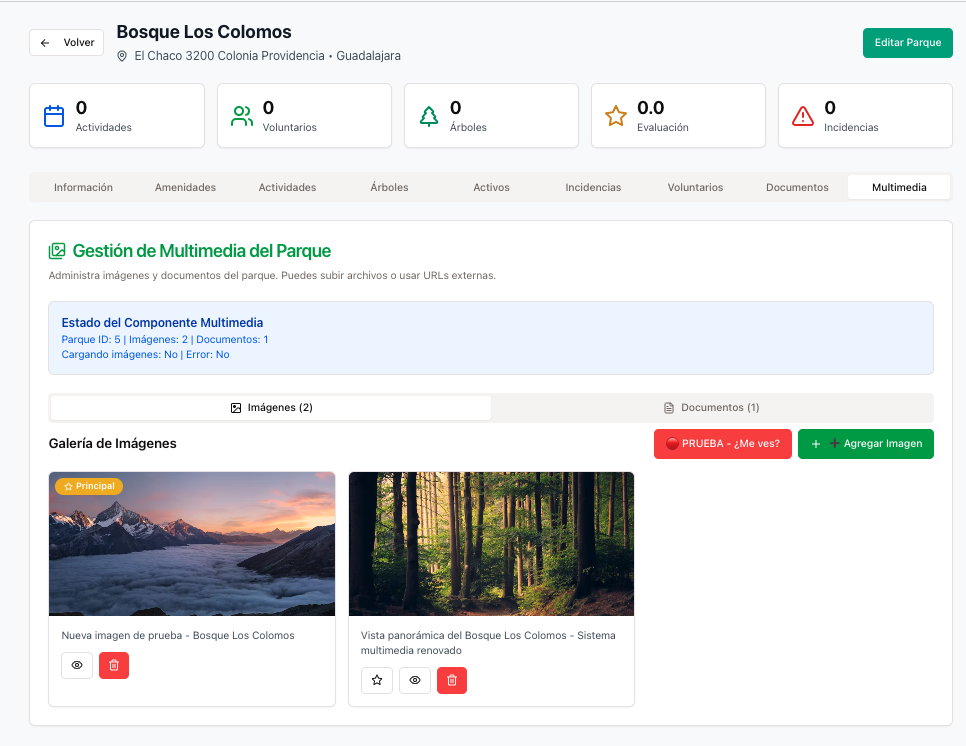 Volver
Bosque Los Colomos
El Chaco 3200 Colonia Providencia • Guadalajara
Editar Parque
0
Actividades
0
Voluntarios
0
Árboles
0.0
Evaluación
0
Incidencias
Información
Amenidades
Actividades
Árboles
Activos
Incidencias
Voluntarios
Documentos
Multimedia
Gestión de Multimedia del Parque
Administra imágenes y documentos del parque. Puedes subir archivos o usar URLs externas.
Estado del Componente Multimedia
Parque ID: 5 | Imágenes: 2 | Documentos: 1
Cargando imágenes: No | Error: No
Imágenes (2)
Documentos (1)
Galería de Imágenes
PRUEBA - ¿Me ves?
Agregar Imagen
Principal
Nueva imagen de prueba - Bosque Los Colomos
Vista panorámica del Bosque Los Colomos - Sistema
multimedia renovado